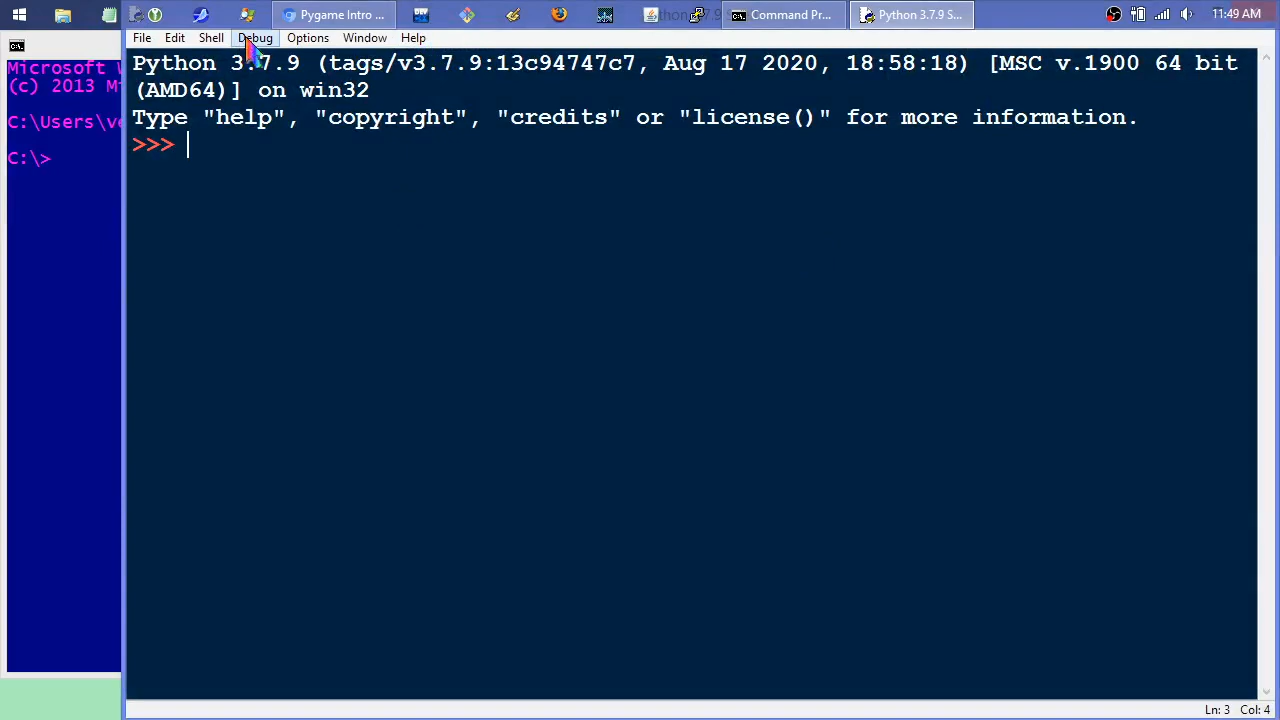 Pygame Intro ...
Command Pr...
Python 3.7.9 S...
11:49 AM
File Edit Shell Debug Options Window Help
Microsoft W
(c) 2013 Mi
C:\Users\ve
C:\>
Python 3.7.9 (tags/v3.7.9:13c94747c7, Aug 17 2020, 18:58:18) [MSC v.1900 64 bit
(AMD64)] on win32
Type "help", "copyright", "credits" or "license()" for more information.
>>>
Ln: 3 Col: 4